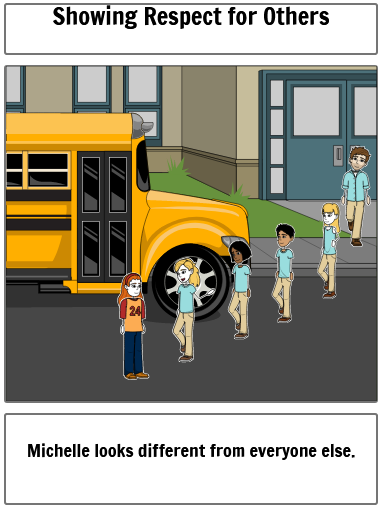 Showing Respect for Others
24
Michelle looks different from everyone else.